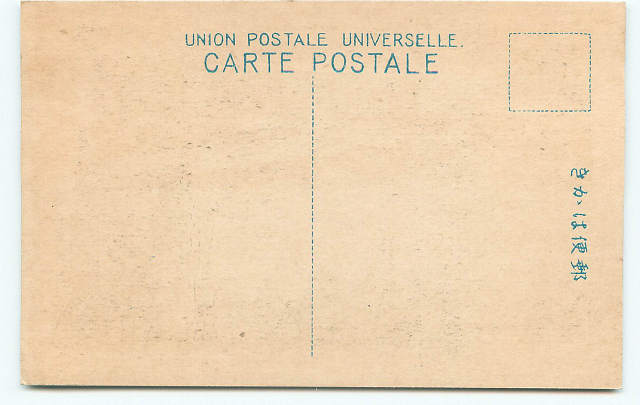 UNION POSTALE UNIVERSELLE.
CARTE POSTALE
郵便はかき